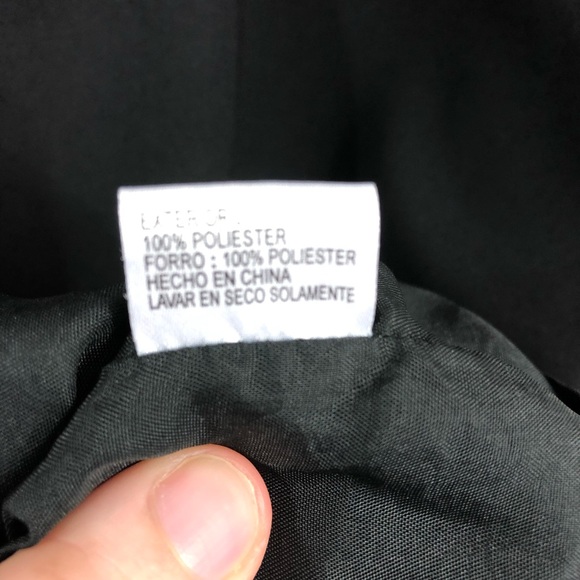 EXTERIOR :
100% POLIESTER
FORRO : 100% POLIESTER
HECHO EN CHINA
LAVAR EN SECO SOLAMENTE